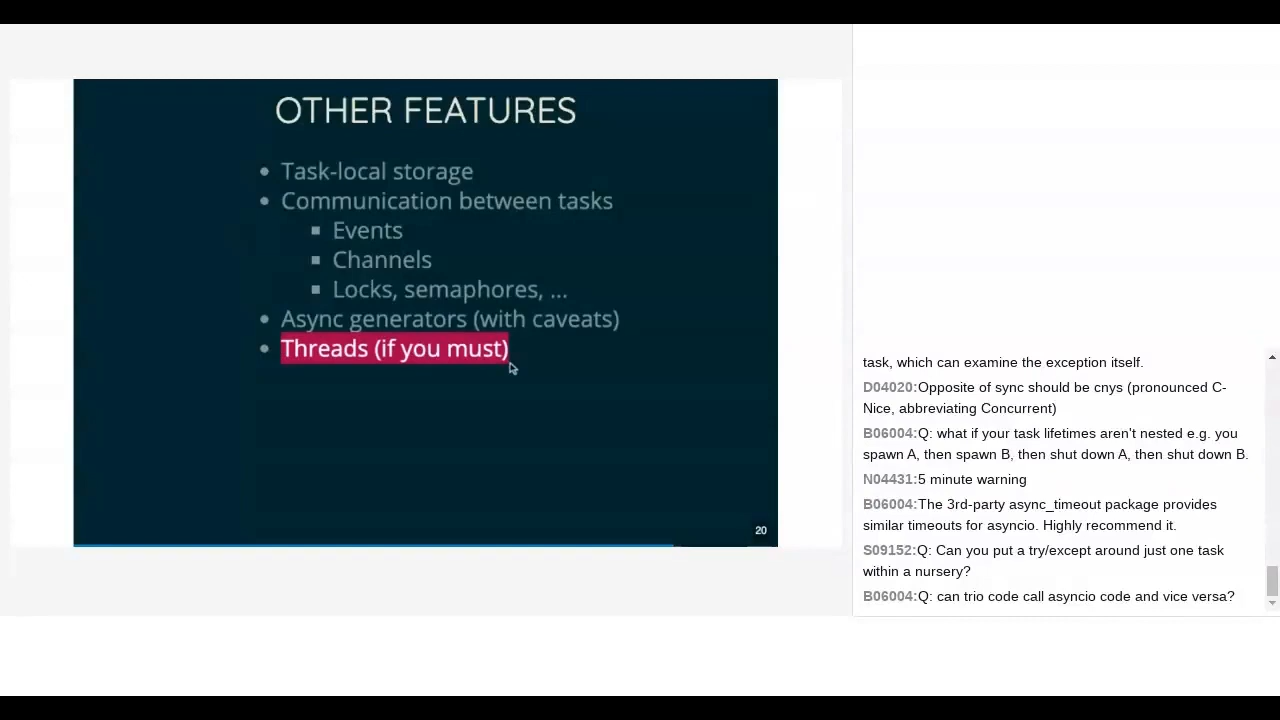 OTHER FEATURES
• Task-local storage
• Communication between tasks
▪ Events
▪ Channels
▪ Locks, semaphores, ...
• Async generators (with caveats)
• Threads (if you must)
20
task, which can examine the exception itself.
D04020:Opposite of sync should be cnys (pronounced C-
Nice, abbreviating Concurrent)
B06004:Q: what if your task lifetimes aren't nested e.g. you
spawn A, then spawn B, then shut down A, then shut down B.
N04431:5 minute warning
B06004:The 3rd-party async_timeout package provides
similar timeouts for asyncio. Highly recommend it.
S09152:Q: Can you put a try/except around just one task
within a nursery?
B06004:Q: can trio code call asyncio code and vice versa?